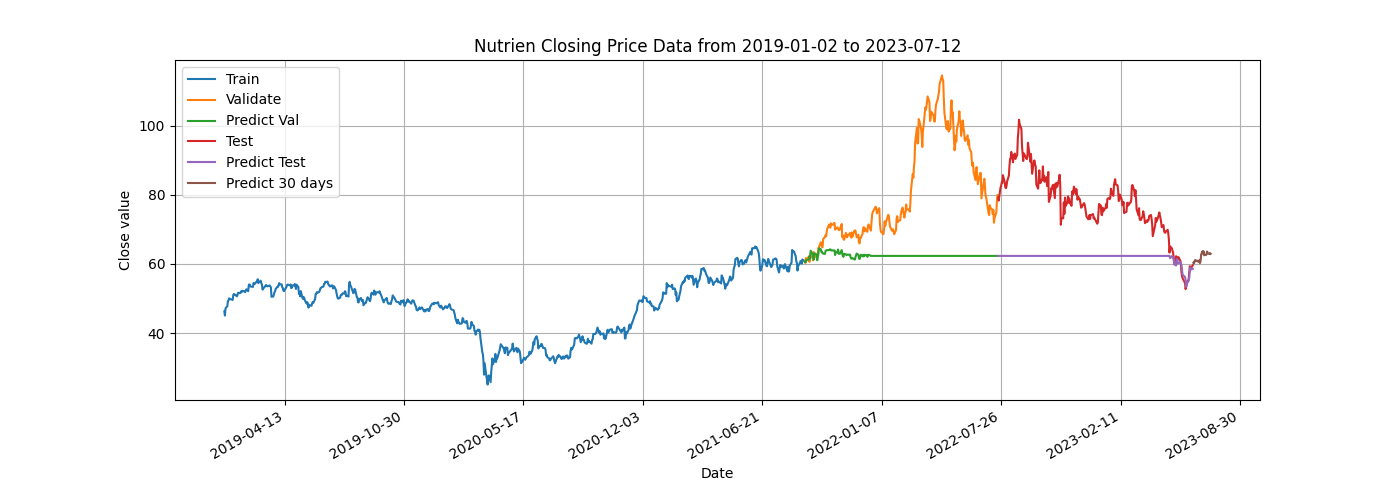 Nutrien Closing Price Data from 2019-01-02 to 2023-07-12
Train
Validate
Predict Val
Test
Predict Test
Predict 30 days
Close value
100
80
60
40
2019-04-13
2019-10-30
2020-05-17
2020-12-03
2021-06-21
2022-01-07
2022-07-26
2023-02-11
2023-08-30
Date